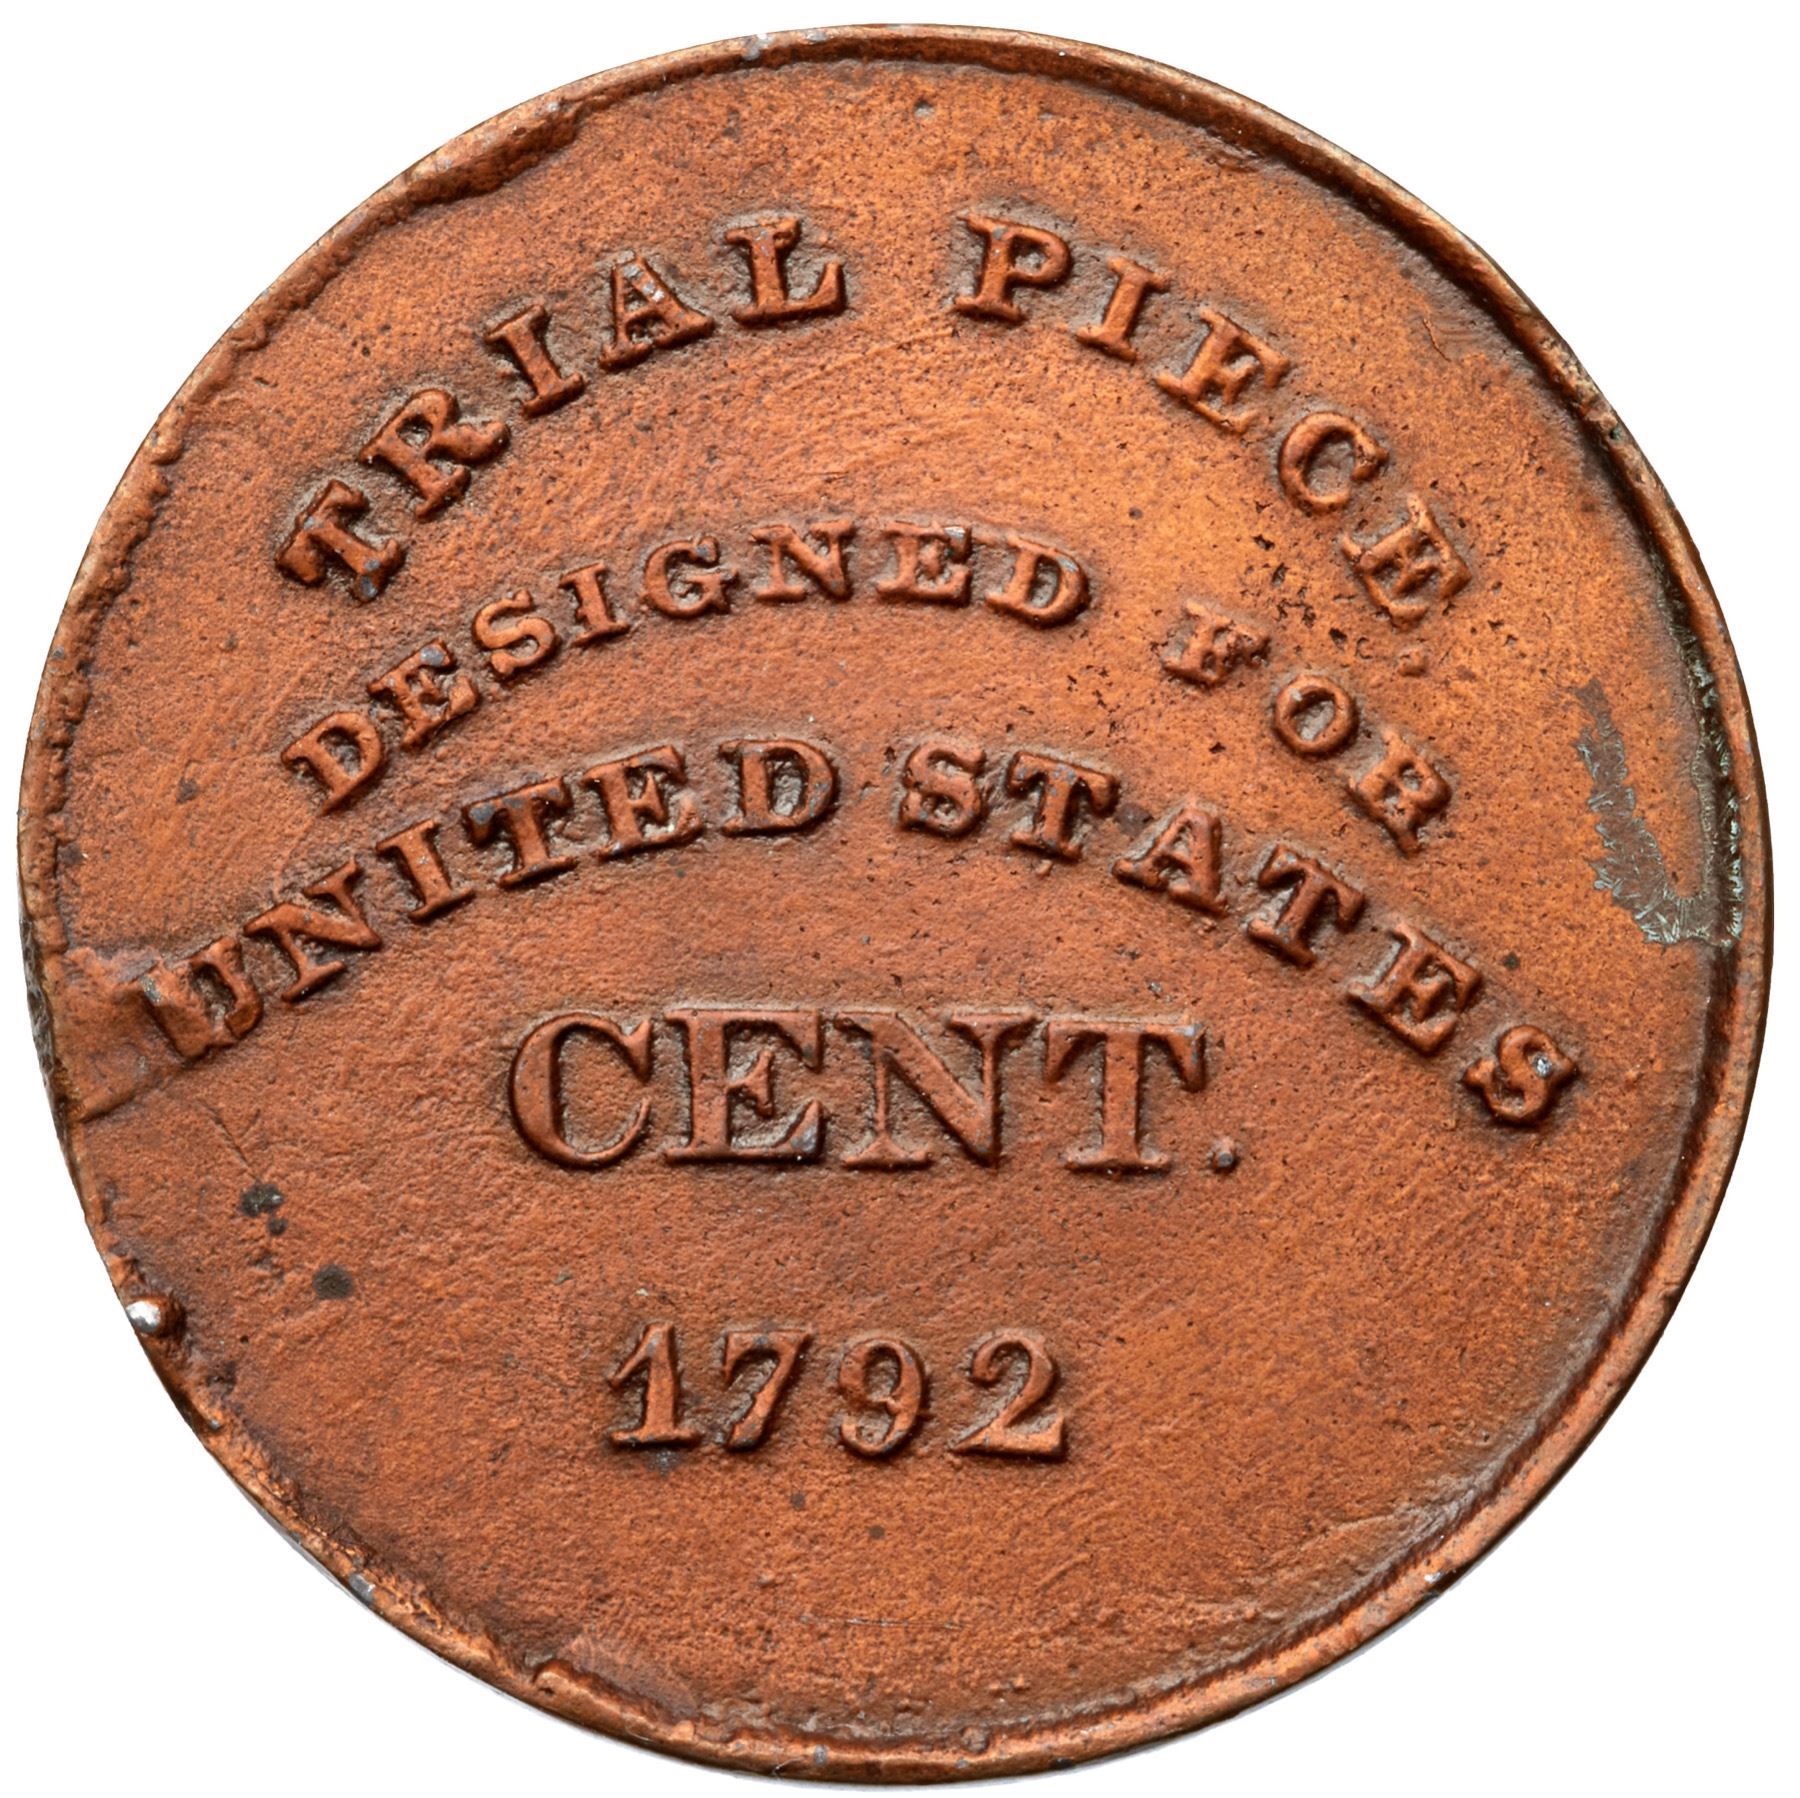 TRIAL PIECE.
DESIGNED FOR
UNITED STATES
CENT.
1792